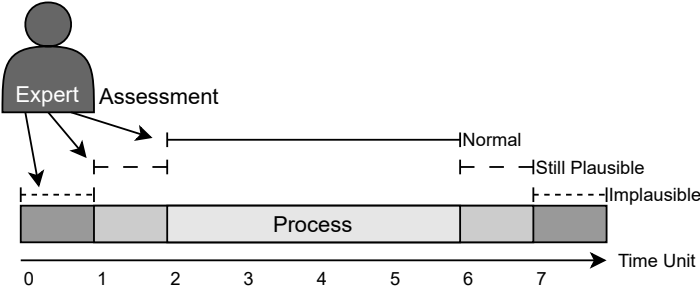 Expert Assessment
Normal
Still Plausible
Implausible
Process
Time Unit
0 1 2 3 4 5 6 7